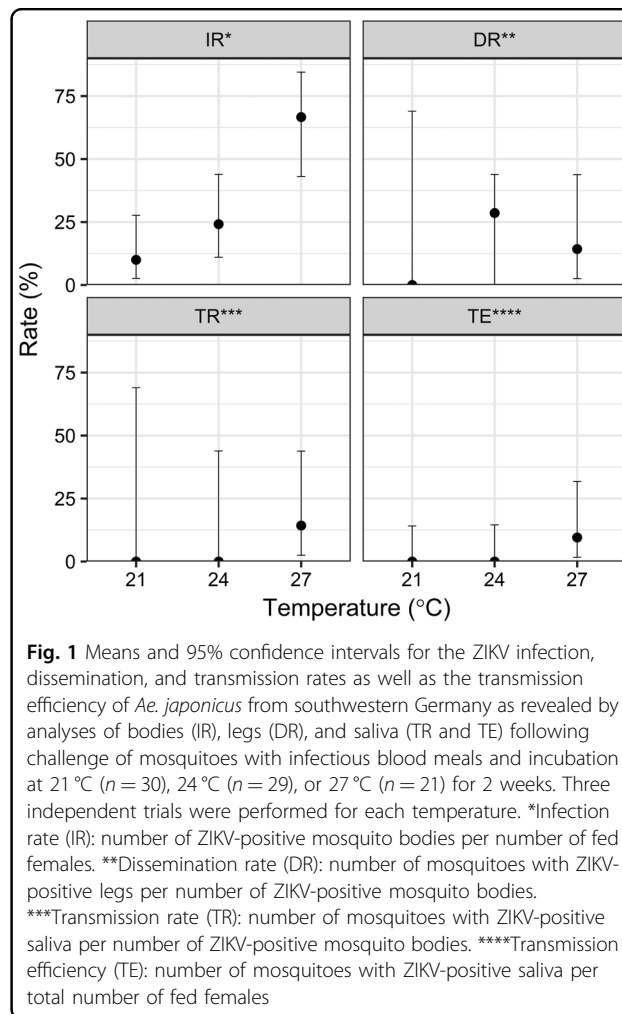 IR*
DR**
75
50
25
0
TR***
TE****
75
50
25
0
Rate (%)
21
24
27
21
24
27
Temperature (°C)
Fig. 1 Means and 95% confidence intervals for the ZIKV infection,
dissemination, and transmission rates as well as the transmission
efficiency of Ae. japonicus from southwestern Germany as revealed by
analyses of bodies (IR), legs (DR), and saliva (TR and TE) following
challenge of mosquitoes with infectious blood meals and incubation
at 21 °C (n = 30), 24 °C (n = 29), or 27 °C (n = 21) for 2 weeks. Three
independent trials were performed for each temperature. *Infection
rate (IR): number of ZIKV-positive mosquito bodies per number of fed
females. **Dissemination rate (DR): number of mosquitoes with ZIKV-
positive legs per number of ZIKV-positive mosquito bodies.
***Transmission rate (TR): number of mosquitoes with ZIKV-positive
saliva per number of ZIKV-positive mosquito bodies. ****Transmission
efficiency (TE): number of mosquitoes with ZIKV-positive saliva per
total number of fed females